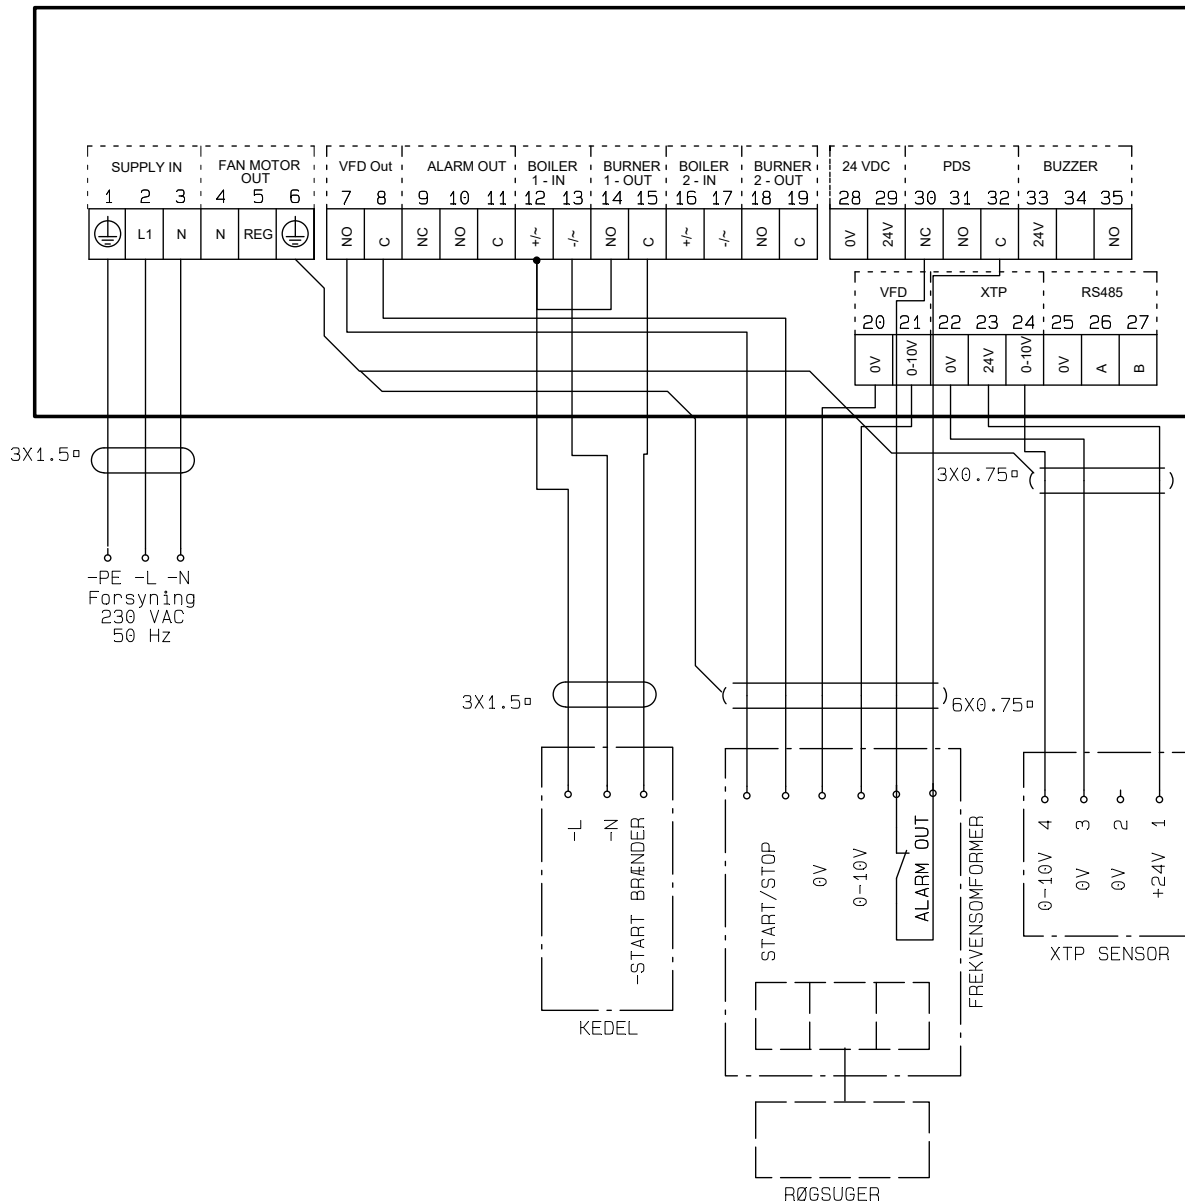 SUPPLY IN
FAN MOTOR
OUT
VFD Out
ALARM OUT
BOILER
1 - IN
BURNER
1 - OUT
BOILER
2 - IN
BURNER
2 - OUT
24 VDC
PDS
BUZZER
1 2 3 4 5 6 7 8 9 10 11 12 13 14 15 16 17 18 19 28 29 30 31 32 33 34 35
L1 N N REG NO C NC NO C +/~ -/~ NO C +/~ -/~ NO C 0V 24V NC NO C 24V NO
VFD
XTP
RS485
20 21 22 23 24 25 26 27
0V 0-10V 0V 24V 0-10V 0V A B
3X1.5▫
3X0.75▫
-PE -L -N
Forsyning
230 VAC
50 Hz
3X1.5▫
6X0.75▫
-L
-N
-START BRÆNDER
KEDEL
START/STOP
0V
0-10V
ALARM OUT
FREKVENSOMFORMER
RØGSUGER
0-10V 4
0V 3
0V 2
+24V 1
XTP SENSOR